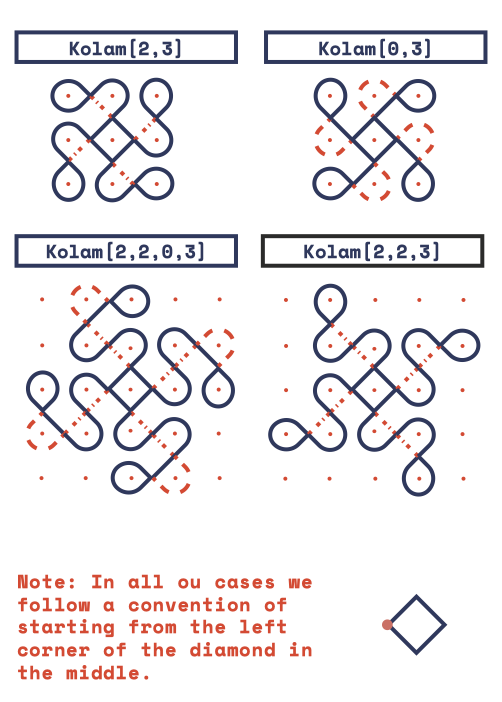 Kolam[2,3]
Kolam[0,3]
Kolam[2,2,0,3]
Kolam[2,2,3]
Note: In all ou cases we
follow a convention of
starting from the left
corner of the diamond in
the middle.